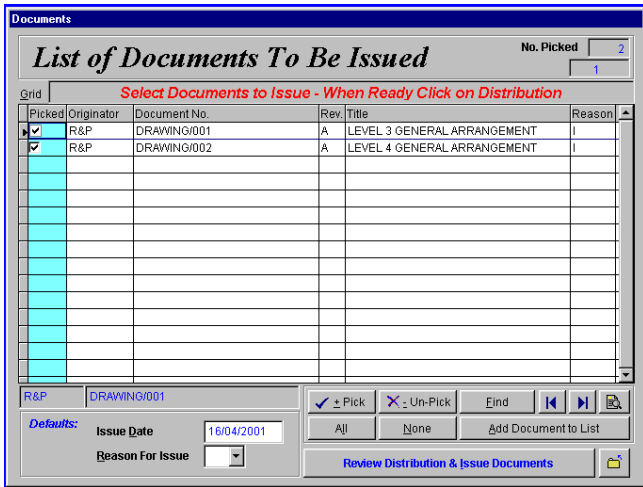 Documents
List of Documents To Be Issued
No. Picked 2
1
Grid Select Documents to Issue - When Ready Click on Distribution
Picked Originator Document No. Rev. Title Reason
R&P DRAWING/001 A LEVEL 3 GENERAL ARRANGEMENT I
R&P DRAWING/002 A LEVEL 4 GENERAL ARRANGEMENT I
R&P DRAWING/001
+ Pick - Un-Pick Find
Defaults: Issue Date 16/04/2001
All None Add Document to List
Reason For Issue
Review Distribution & Issue Documents